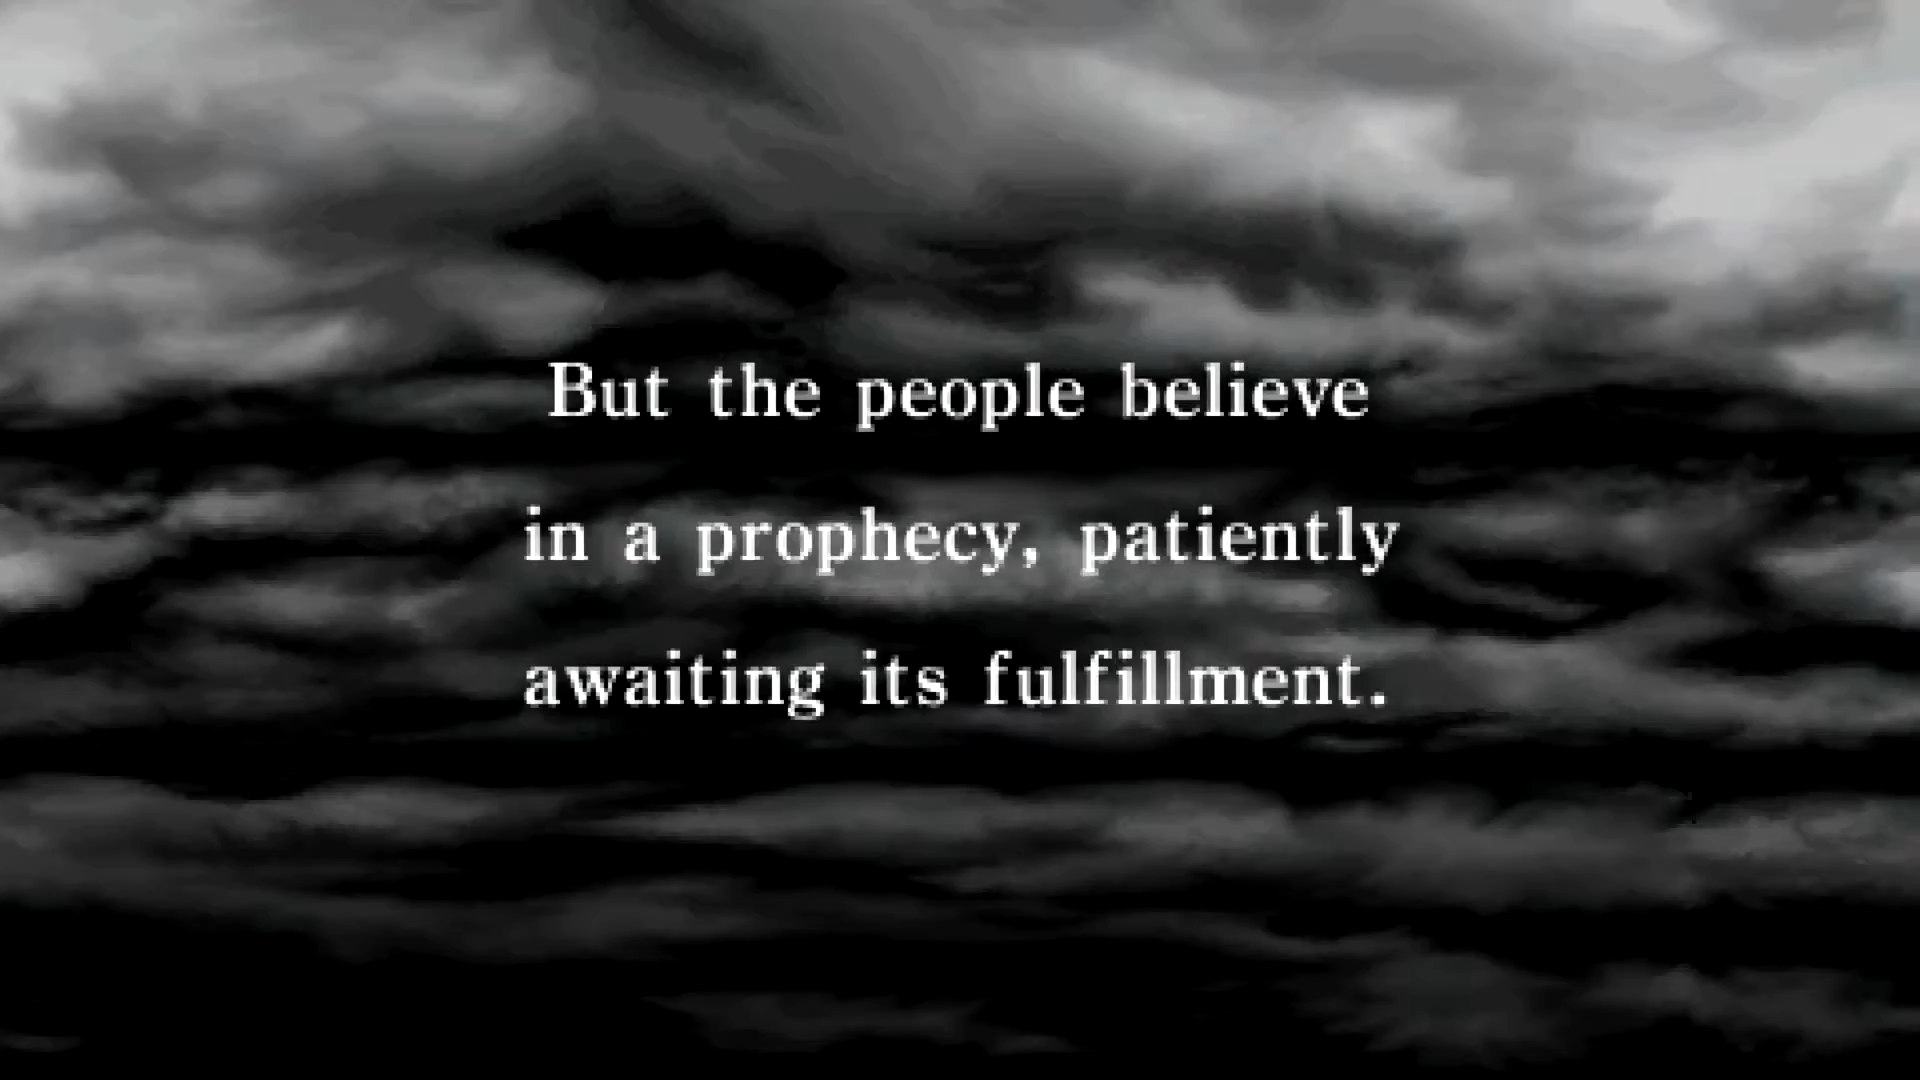 But the people believe
in a prophecy, patiently
awaiting its fulfillment.